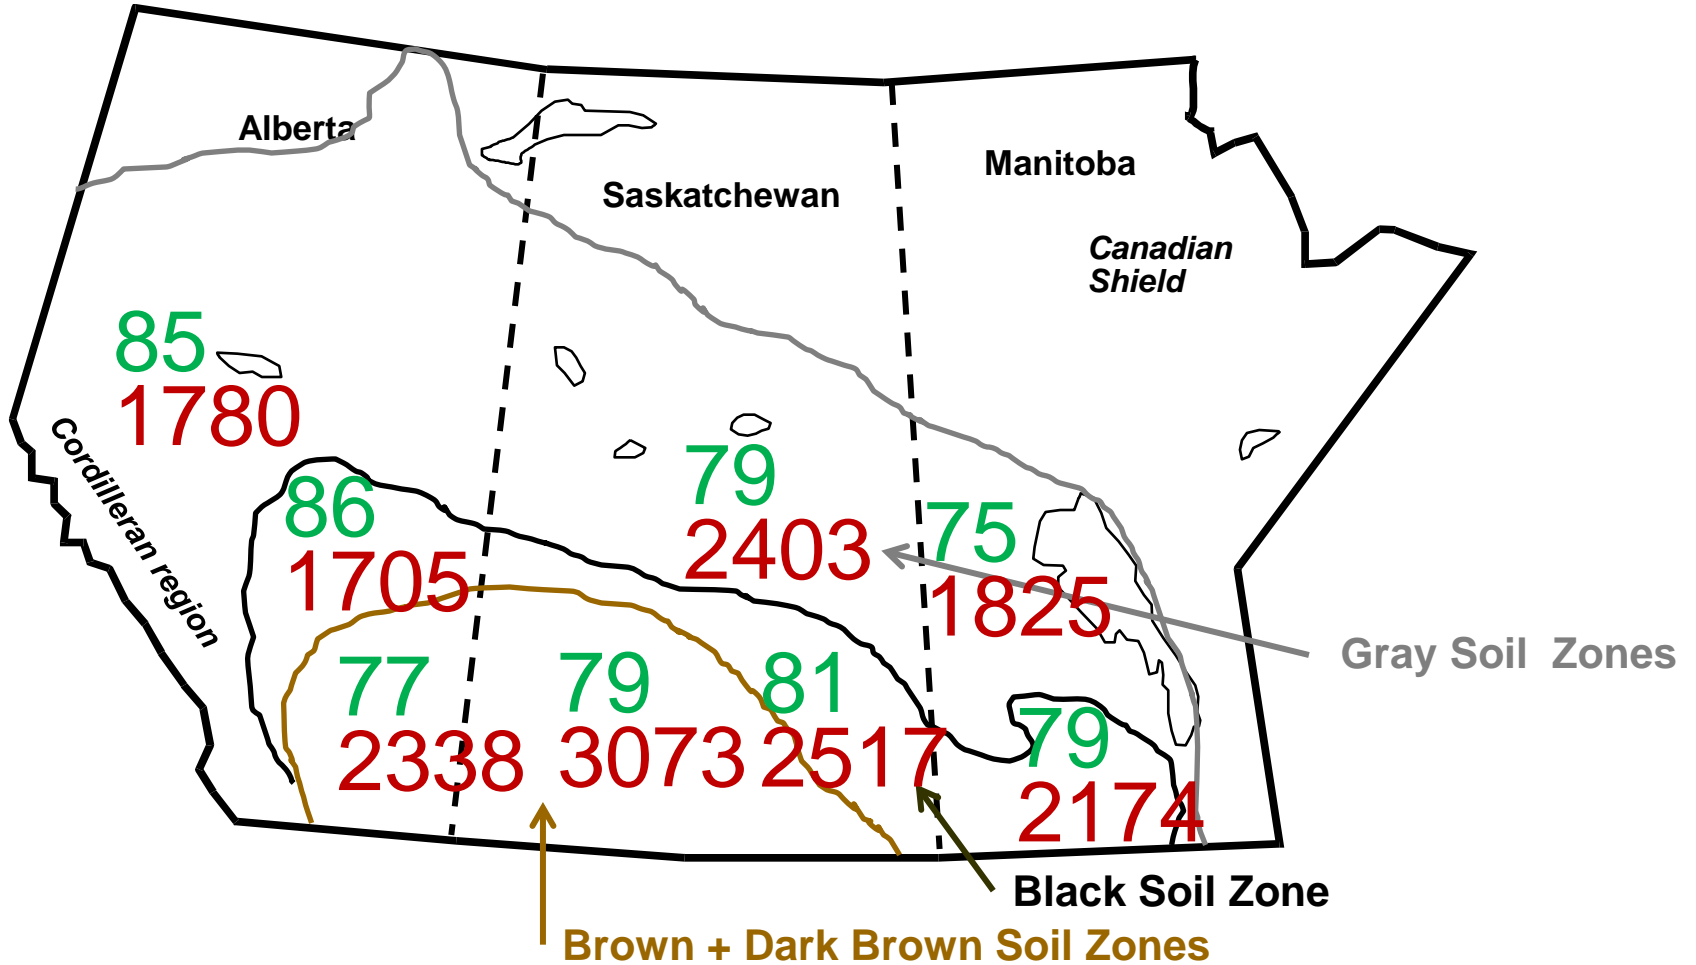 Alberta
Saskatchewan
Manitoba
Canadian
Shield
85
1780
Cordilleran region
86
1705
79
2403
75
1825
77
2338
79
3073
81
2517
79
2174
Gray Soil Zones
Black Soil Zone
Brown + Dark Brown Soil Zones